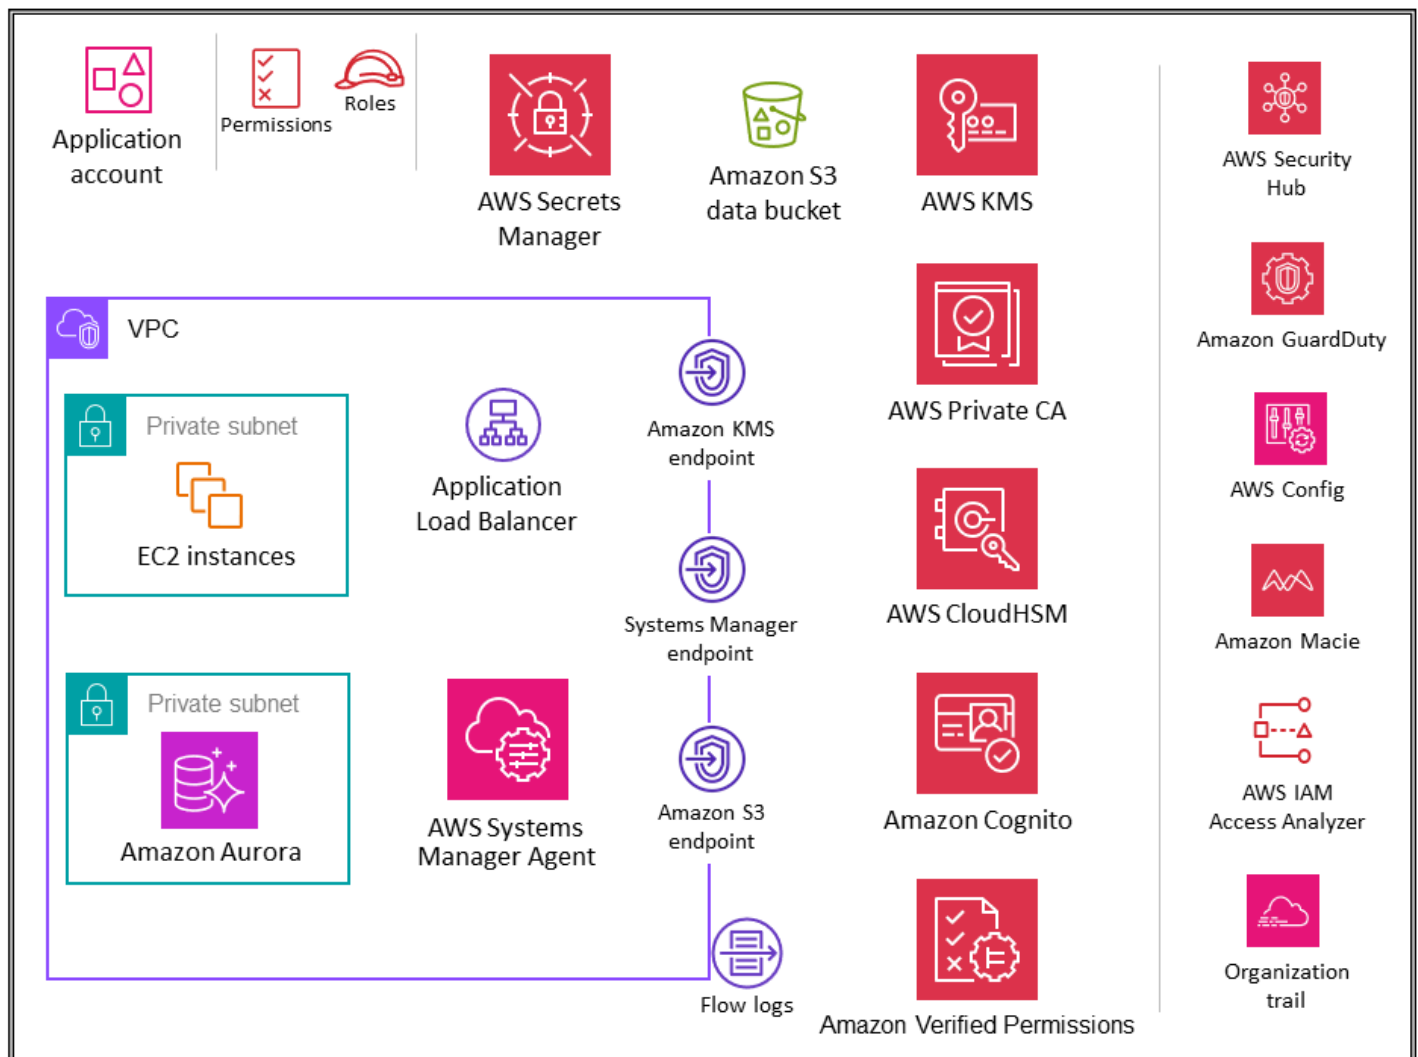 Application
account
Permissions
Roles
AWS Secrets
Manager
Amazon S3
data bucket
AWS KMS
AWS Security
Hub
VPC
Private subnet
EC2 instances
Application
Load Balancer
Amazon KMS
endpoint
AWS Private CA
Amazon GuardDuty
AWS Config
Systems Manager
endpoint
AWS CloudHSM
Amazon Macie
Private subnet
Amazon Aurora
AWS Systems
Manager Agent
Amazon S3
endpoint
Amazon Cognito
AWS IAM
Access Analyzer
Flow logs
Amazon Verified Permissions
Organization
trail